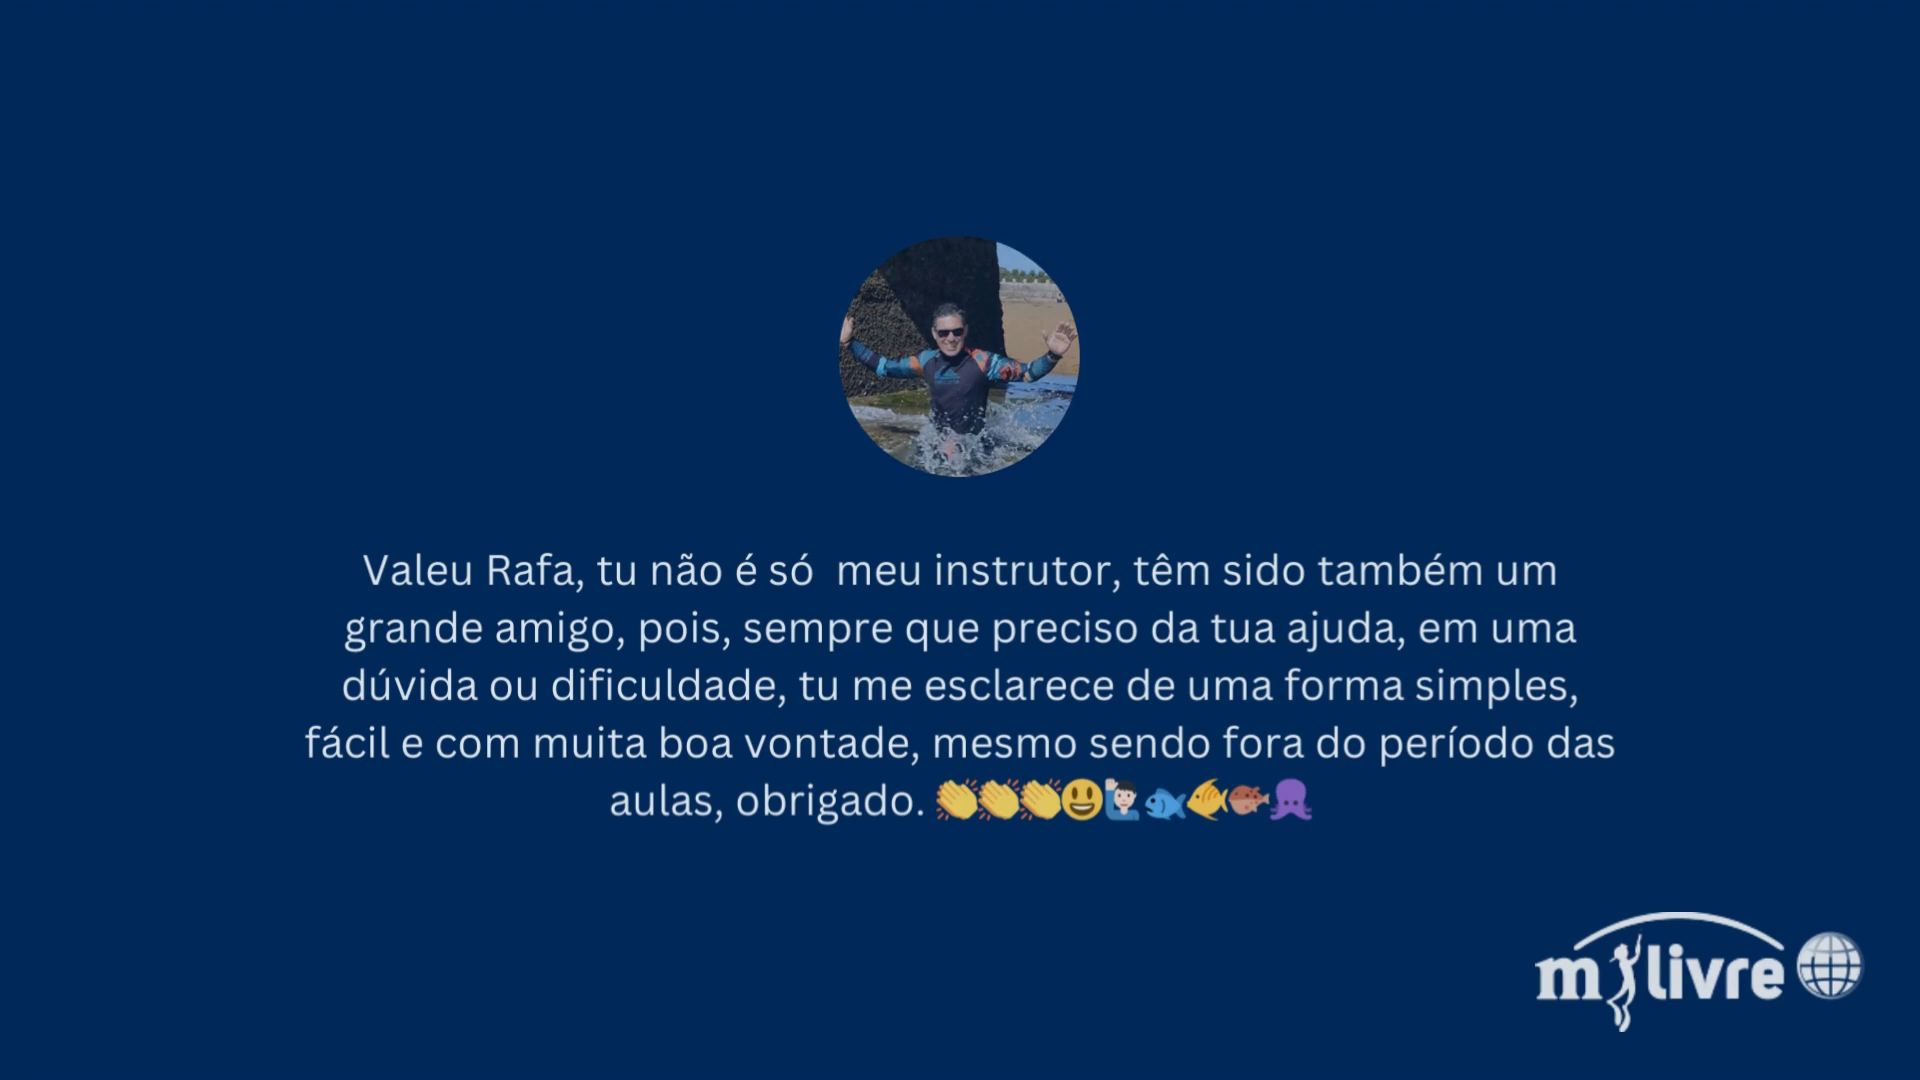 Valeu Rafa, tu não é só  meu instrutor, têm sido também um
grande amigo, pois, sempre que preciso da tua ajuda, em uma
dúvida ou dificuldade, tu me esclarece de uma forma simples,
fácil e com muita boa vontade, mesmo sendo fora do período das
aulas, obrigado. 👏👏👏😃🙋🏻‍♂️🐟🐠🐡🐙
m livre